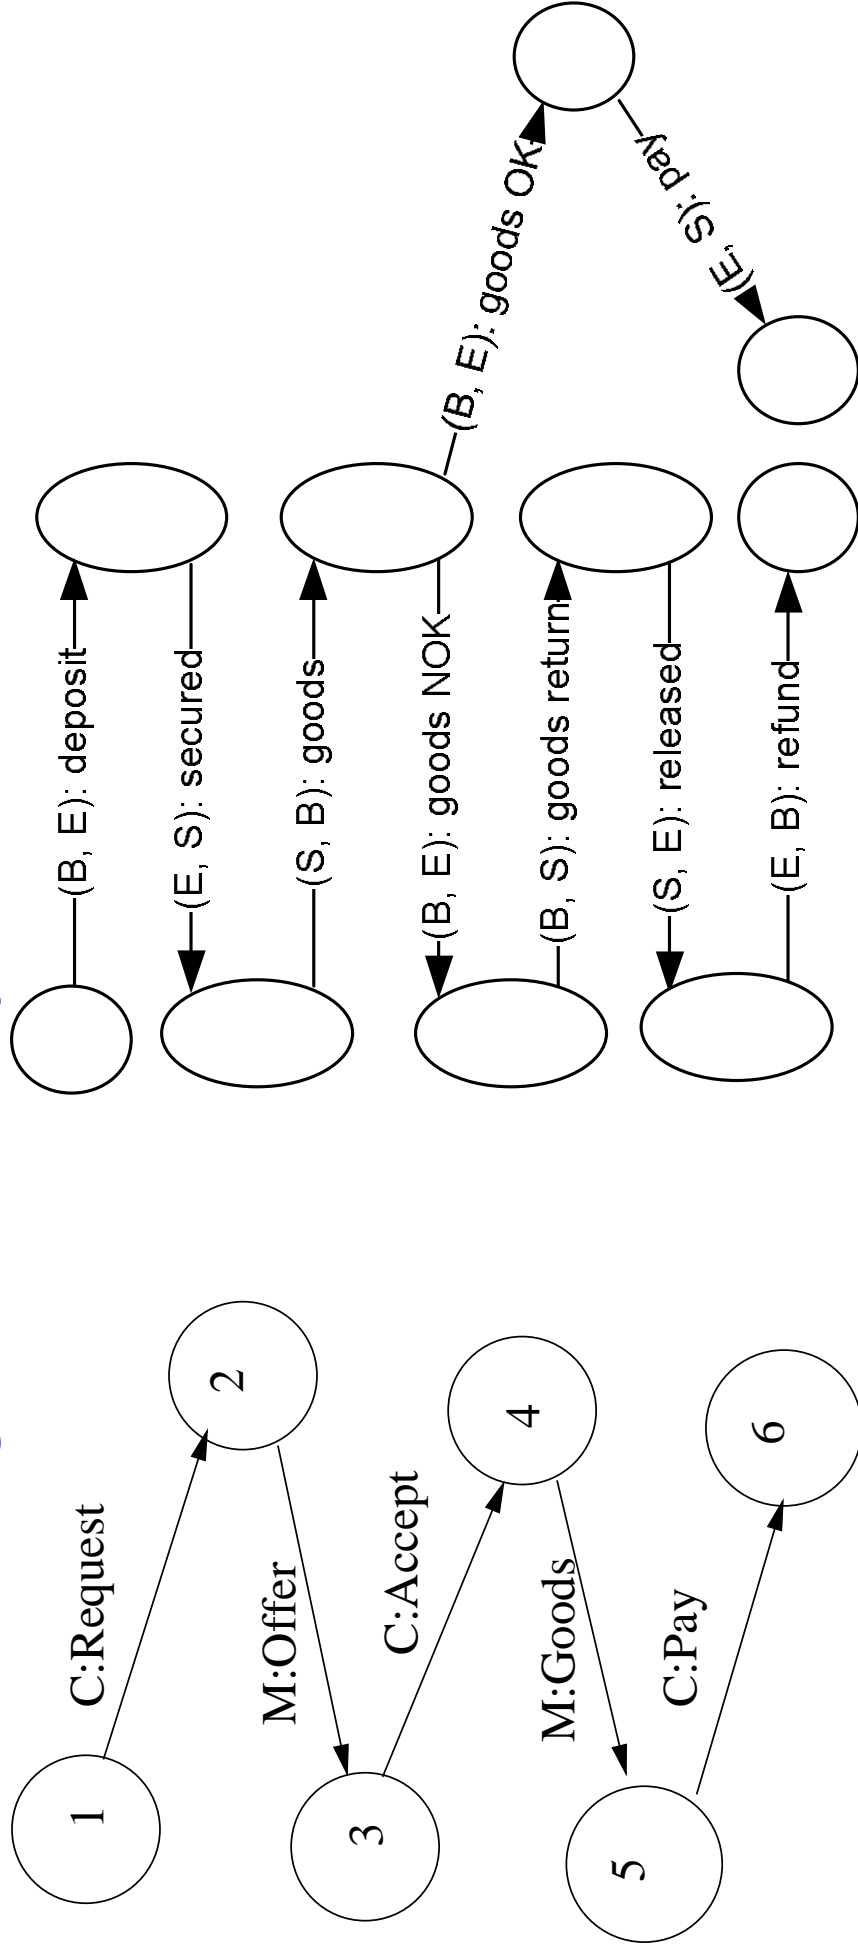 1
C:Request
2
M:Offer
3
C:Accept
4
M:Goods
5
C:Pay
6
(B, E): deposit
(E, S): secured
(S, B): goods
(B, E): goods NOK
(B, E): goods OK
(B, S): goods return
(S, E): released
(E, B): refund
(E, S): pay